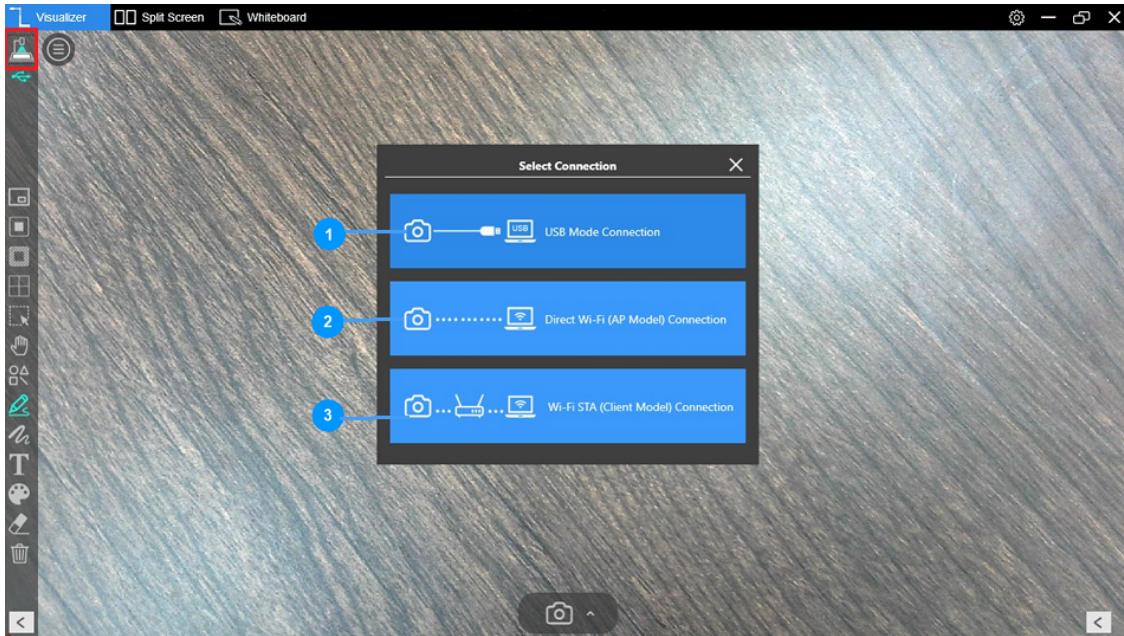 Visualizer Split Screen Whiteboard
Select Connection
1 USB USB Mode Connection
2 Direct Wi-Fi (AP Model) Connection
3 Wi-Fi STA (Client Model) Connection
T